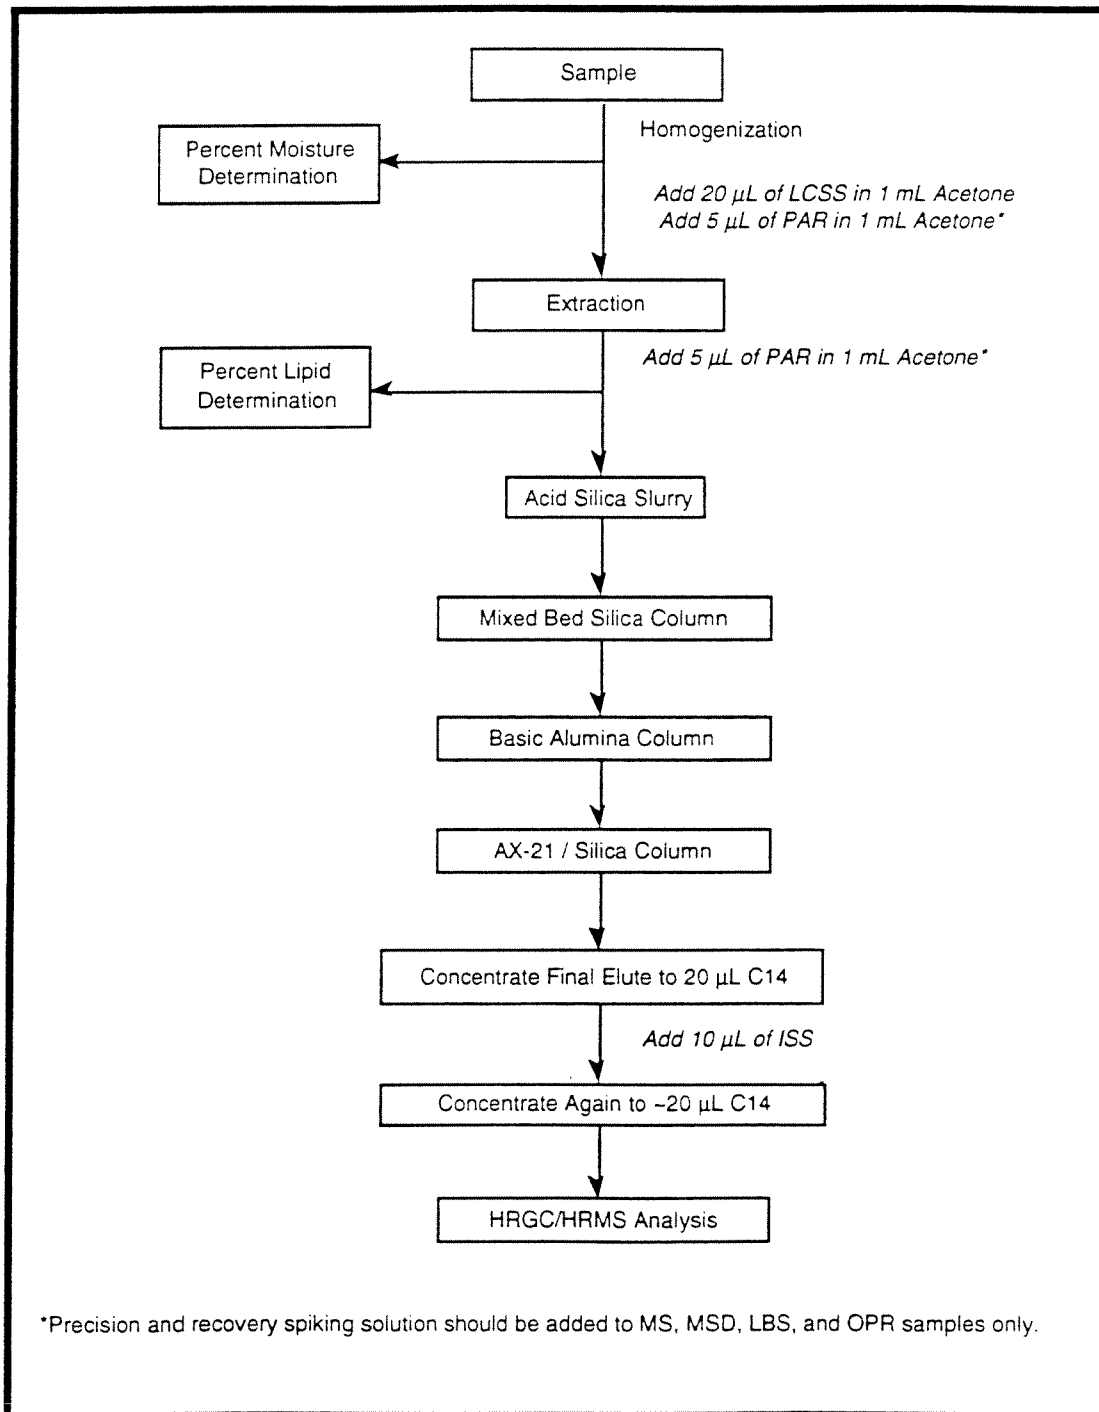 Sample
Homogenization
Percent Moisture
Determination
Add 20 µL of LCSS in 1 mL Acetone
Add 5 µL of PAR in 1 mL Acetone*
Extraction
Add 5 µL of PAR in 1 mL Acetone*
Percent Lipid
Determination
Acid Silica Slurry
Mixed Bed Silica Column
Basic Alumina Column
AX-21 / Silica Column
Concentrate Final Elute to 20 µL C14
Add 10 µL of ISS
Concentrate Again to ~20 µL C14
HRGC/HRMS Analysis
*Precision and recovery spiking solution should be added to MS, MSD, LBS, and OPR samples only.